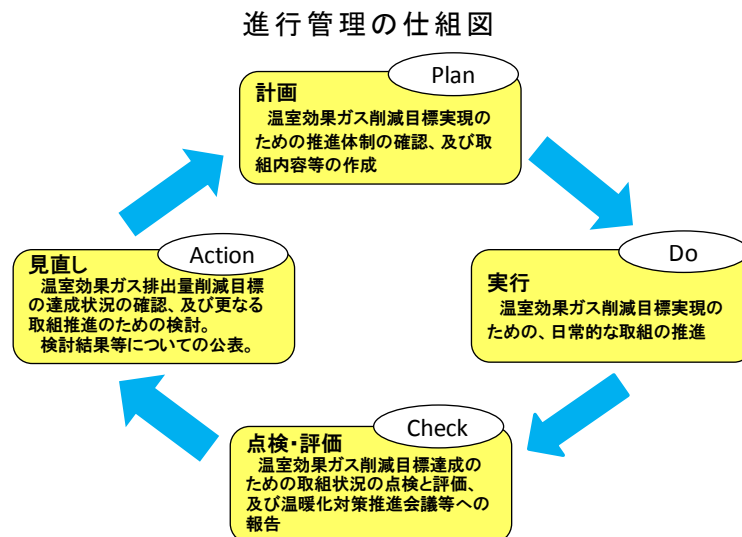 進行管理の仕組図
Plan
計画
温室効果ガス削減目標実現の
ための推進体制の確認、及び取
組内容等の作成
Do
実行
温室効果ガス削減目標実現の
ための、日常的な取組の推進
Check
点検・評価
温室効果ガス削減目標達成の
ための取組状況の点検と評価、
及び温暖化対策推進会議等への
報告
Action
見直し
温室効果ガス排出量削減目標
の達成状況の確認、及び更なる
取組推進のための検討。
検討結果等についての公表。